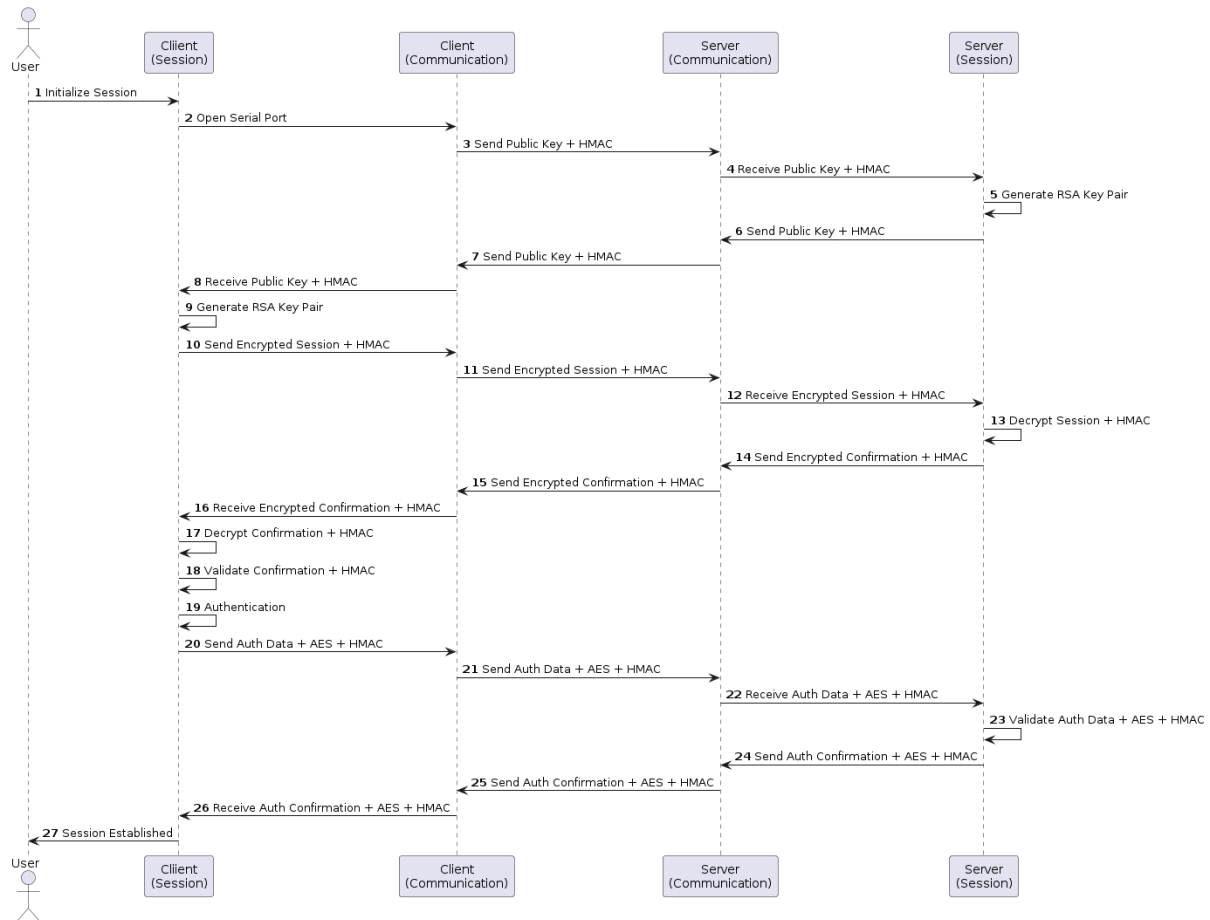 User
Cliient
(Session)
Client
(Communication)
Server
(Communication)
Server
(Session)
1 Initialize Session
2 Open Serial Port
3 Send Public Key + HMAC
4 Receive Public Key + HMAC
5 Generate RSA Key Pair
6 Send Public Key + HMAC
7 Send Public Key + HMAC
8 Receive Public Key + HMAC
9 Generate RSA Key Pair
10 Send Encrypted Session + HMAC
11 Send Encrypted Session + HMAC
12 Receive Encrypted Session + HMAC
13 Decrypt Session + HMAC
14 Send Encrypted Confirmation + HMAC
15 Send Encrypted Confirmation + HMAC
16 Receive Encrypted Confirmation + HMAC
17 Decrypt Confirmation + HMAC
18 Validate Confirmation + HMAC
19 Authentication
20 Send Auth Data + AES + HMAC
21 Send Auth Data + AES + HMAC
22 Receive Auth Data + AES + HMAC
23 Validate Auth Data + AES + HMAC
24 Send Auth Confirmation + AES + HMAC
25 Send Auth Confirmation + AES + HMAC
26 Receive Auth Confirmation + AES + HMAC
27 Session Established
User
Cliient
(Session)
Client
(Communication)
Server
(Communication)
Server
(Session)